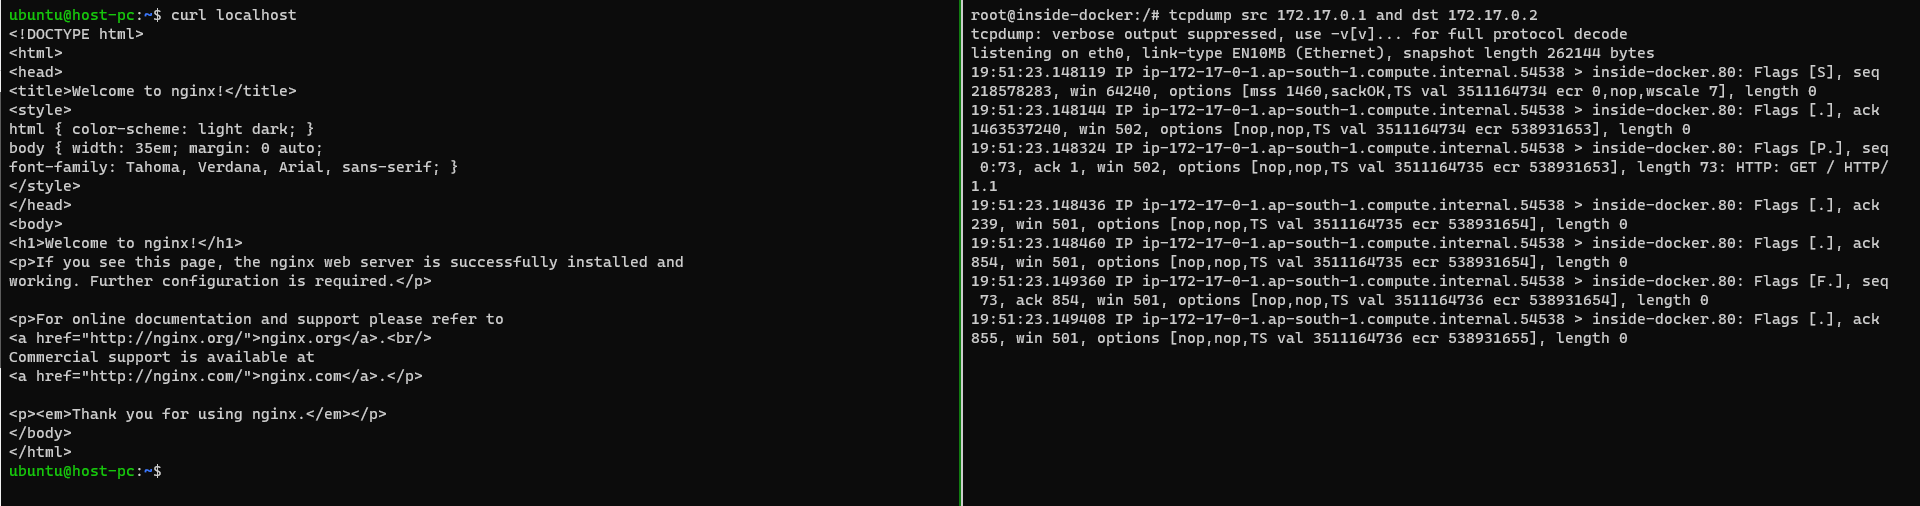 ubuntu@host-pc:~$ curl localhost
<!DOCTYPE html>
<html>
<head>
<title>Welcome to nginx!</title>
<style>
html { color-scheme: light dark; }
body { width: 35em; margin: 0 auto;
font-family: Tahoma, Verdana, Arial, sans-serif; }
</style>
</head>
<body>
<h1>Welcome to nginx!</h1>
<p>If you see this page, the nginx web server is successfully installed and
working. Further configuration is required.</p>

<p>For online documentation and support please refer to
<a href="http://nginx.org/">nginx.org</a>.<br/>
Commercial support is available at
<a href="http://nginx.com/">nginx.com</a>.</p>

<p><em>Thank you for using nginx.</em></p>
</body>
</html>
ubuntu@host-pc:~$
root@inside-docker:/# tcpdump src 172.17.0.1 and dst 172.17.0.2
tcpdump: verbose output suppressed, use -v[v]... for full protocol decode
listening on eth0, link-type EN10MB (Ethernet), snapshot length 262144 bytes
19:51:23.148119 IP ip-172-17-0-1.ap-south-1.compute.internal.54538 > inside-docker.80: Flags [S], seq
218578283, win 64240, options [mss 1460,sackOK,TS val 3511164734 ecr 0,nop,wscale 7], length 0
19:51:23.148144 IP ip-172-17-0-1.ap-south-1.compute.internal.54538 > inside-docker.80: Flags [.], ack
1463537240, win 502, options [nop,nop,TS val 3511164734 ecr 538931653], length 0
19:51:23.148324 IP ip-172-17-0-1.ap-south-1.compute.internal.54538 > inside-docker.80: Flags [P.], seq
 0:73, ack 1, win 502, options [nop,nop,TS val 3511164735 ecr 538931653], length 73: HTTP: GET / HTTP/
1.1
19:51:23.148436 IP ip-172-17-0-1.ap-south-1.compute.internal.54538 > inside-docker.80: Flags [.], ack
239, win 501, options [nop,nop,TS val 3511164735 ecr 538931654], length 0
19:51:23.148460 IP ip-172-17-0-1.ap-south-1.compute.internal.54538 > inside-docker.80: Flags [.], ack
854, win 501, options [nop,nop,TS val 3511164735 ecr 538931654], length 0
19:51:23.149360 IP ip-172-17-0-1.ap-south-1.compute.internal.54538 > inside-docker.80: Flags [F.], seq
 73, ack 854, win 501, options [nop,nop,TS val 3511164736 ecr 538931654], length 0
19:51:23.149408 IP ip-172-17-0-1.ap-south-1.compute.internal.54538 > inside-docker.80: Flags [.], ack
855, win 501, options [nop,nop,TS val 3511164736 ecr 538931655], length 0